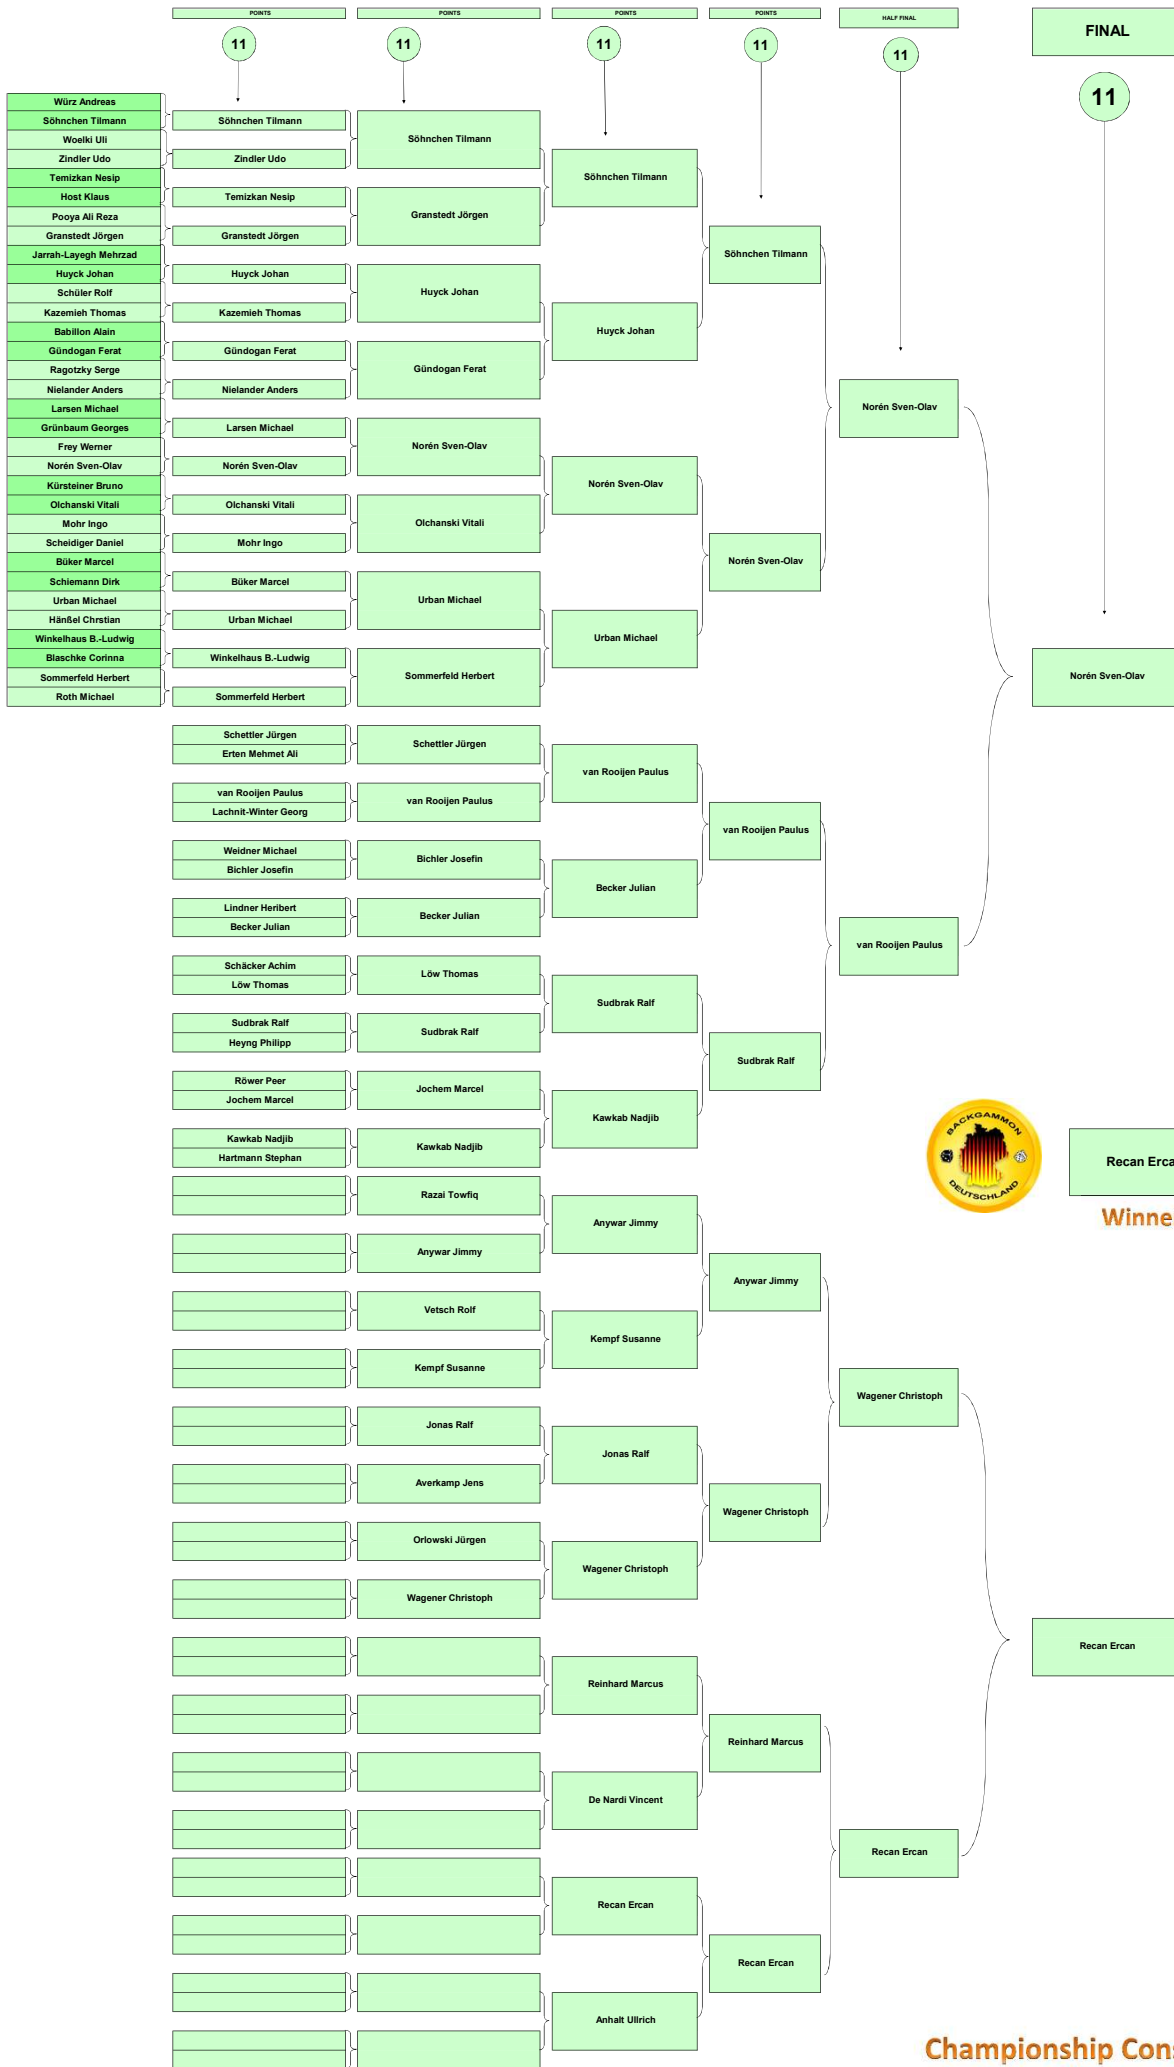 POINTS
POINTS
POINTS
POINTS
HALF FINAL
FINAL
11
11
11
11
11
11
Würz Andreas
Söhnchen Tilmann
Woelki Uli
Zindler Udo
Temizkan Nesip
Host Klaus
Pooya Ali Reza
Granstedt Jörgen
Jarrah-Layegh Mehrzad
Huyck Johan
Schüler Rolf
Kazemieh Thomas
Babillon Alain
Gündogan Ferat
Ragotzky Serge
Nielander Anders
Larsen Michael
Grünbaum Georges
Frey Werner
Norén Sven-Olav
Kürsteiner Bruno
Olchanski Vitali
Mohr Ingo
Scheidiger Daniel
Büker Marcel
Schiemann Dirk
Urban Michael
Hänßel Chrstian
Winkelhaus B.-Ludwig
Blaschke Corinna
Sommerfeld Herbert
Roth Michael
Söhnchen Tilmann
Zindler Udo
Temizkan Nesip
Granstedt Jörgen
Huyck Johan
Kazemieh Thomas
Gündogan Ferat
Nielander Anders
Larsen Michael
Norén Sven-Olav
Olchanski Vitali
Mohr Ingo
Büker Marcel
Urban Michael
Winkelhaus B.-Ludwig
Sommerfeld Herbert
Schettler Jürgen
Erten Mehmet Ali
van Rooijen Paulus
Lachnit-Winter Georg
Weidner Michael
Bichler Josefin
Lindner Heribert
Becker Julian
Schäcker Achim
Löw Thomas
Sudbrak Ralf
Heyng Philipp
Röwer Peer
Jochem Marcel
Kawkab Nadjib
Hartmann Stephan
Söhnchen Tilmann
Granstedt Jörgen
Huyck Johan
Gündogan Ferat
Norén Sven-Olav
Olchanski Vitali
Urban Michael
Sommerfeld Herbert
Schettler Jürgen
van Rooijen Paulus
Bichler Josefin
Becker Julian
Löw Thomas
Sudbrak Ralf
Jochem Marcel
Kawkab Nadjib
Razai Towfiq
Anywar Jimmy
Vetsch Rolf
Kempf Susanne
Jonas Ralf
Averkamp Jens
Orlowski Jürgen
Wagener Christoph
Söhnchen Tilmann
Huyck Johan
Norén Sven-Olav
Urban Michael
van Rooijen Paulus
Becker Julian
Sudbrak Ralf
Kawkab Nadjib
Anywar Jimmy
Kempf Susanne
Jonas Ralf
Wagener Christoph
Reinhard Marcus
De Nardi Vincent
Recan Ercan
Anhalt Ullrich
Söhnchen Tilmann
Norén Sven-Olav
van Rooijen Paulus
Sudbrak Ralf
Anywar Jimmy
Wagener Christoph
Reinhard Marcus
Recan Ercan
Norén Sven-Olav
van Rooijen Paulus
Wagener Christoph
Recan Ercan
Norén Sven-Olav
Recan Ercan
BACKGAMMON
DEUTSCHLAND
Recan Erca
Winne
Championship Con